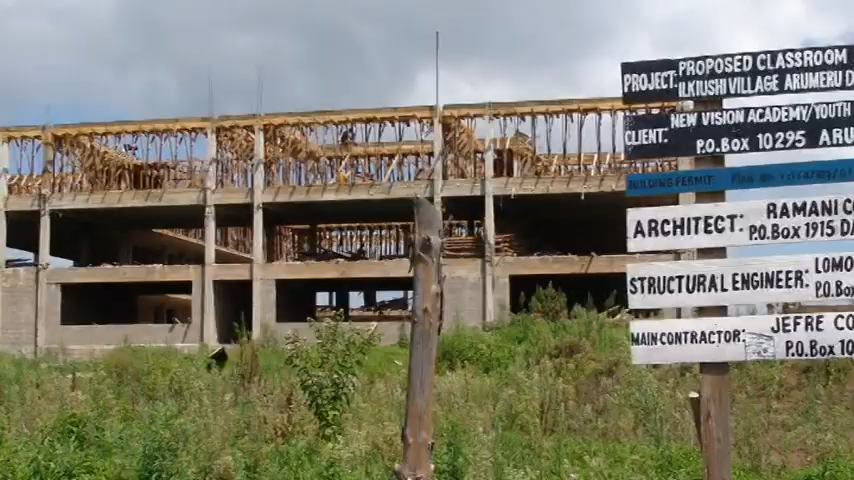 PROJECT: PROPOSED CLASSROOM
ILKIUSHI VILLAGE ARUMERU D
CLIENT: NEW VISION ACADEMY/YOUTH
P.O.BOX 10295 ARU
BUILDING PERMIT:
ARCHITECT: RAMANI CO
P.O.BOX 1915 DA
STRUCTURAL ENGINEER: LOMO
P.O.BO
MAIN CONTRACTOR: JEFRE CO
P.O.BOX 10